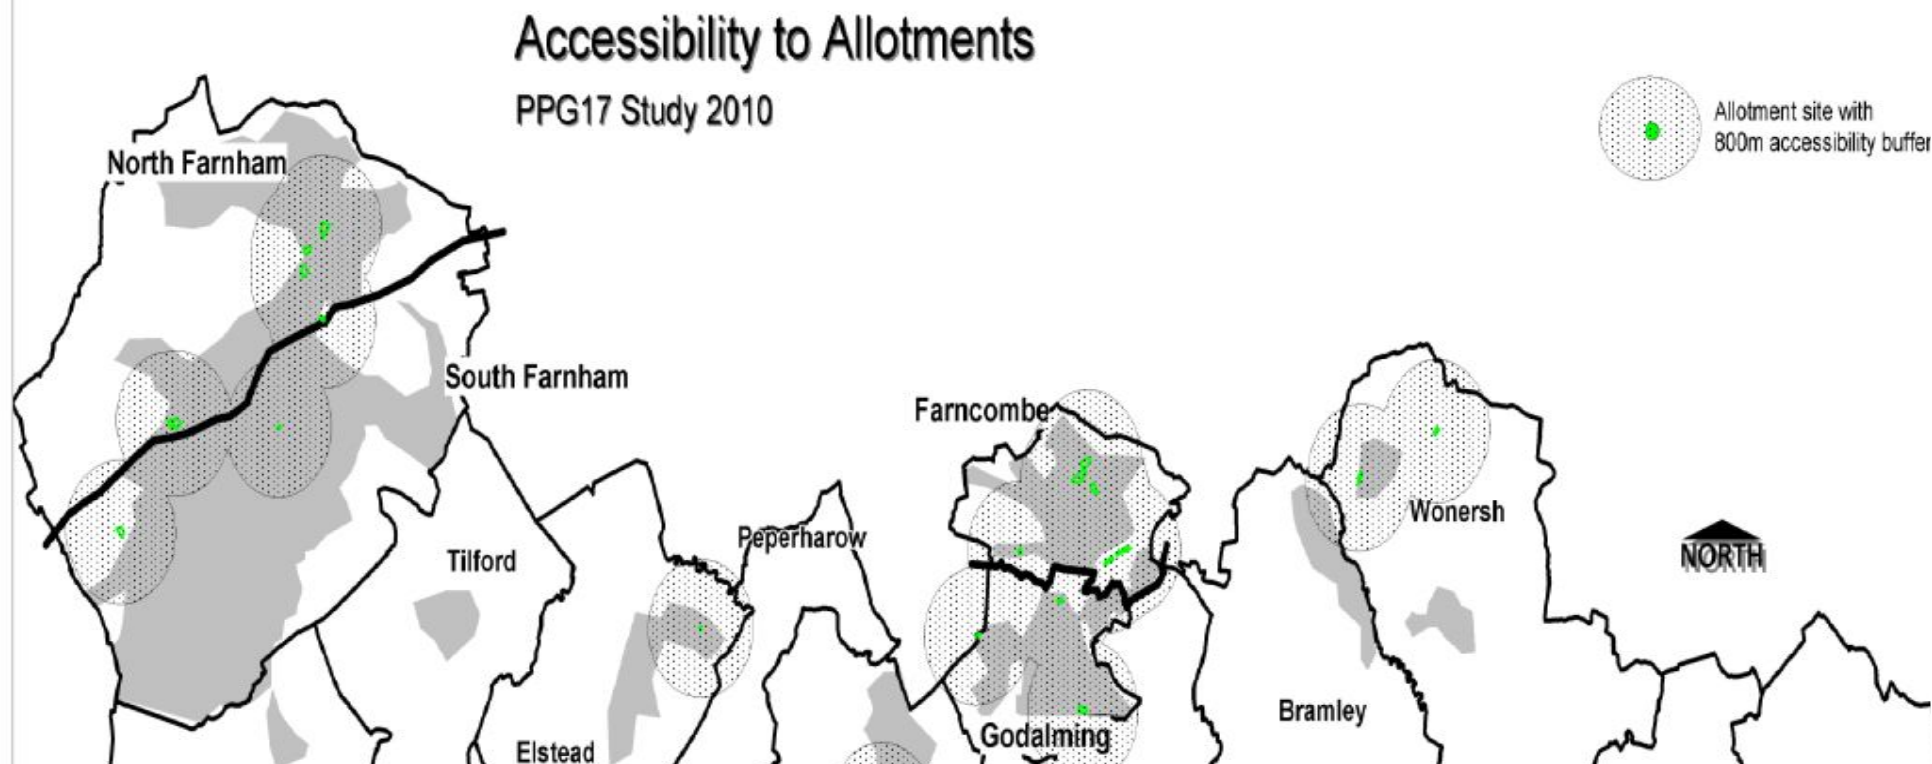 Accessibility to Allotments
PPG17 Study 2010
Allotment site with
800m accessibility buffer
North Farnham
South Farnham
Farncombe
Wonersh
Peperharow
Tilford
NORTH
Bramley
Godalming
Elstead